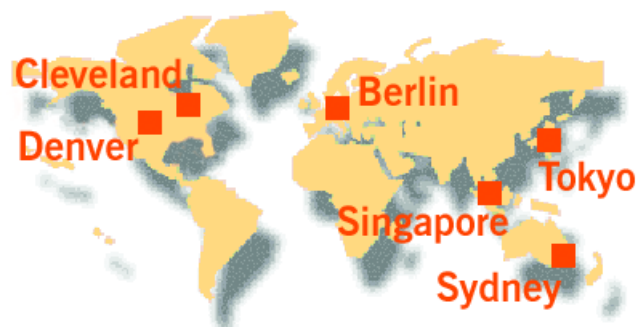 Cleveland
Berlin
Denver
Tokyo
Singapore
Sydney